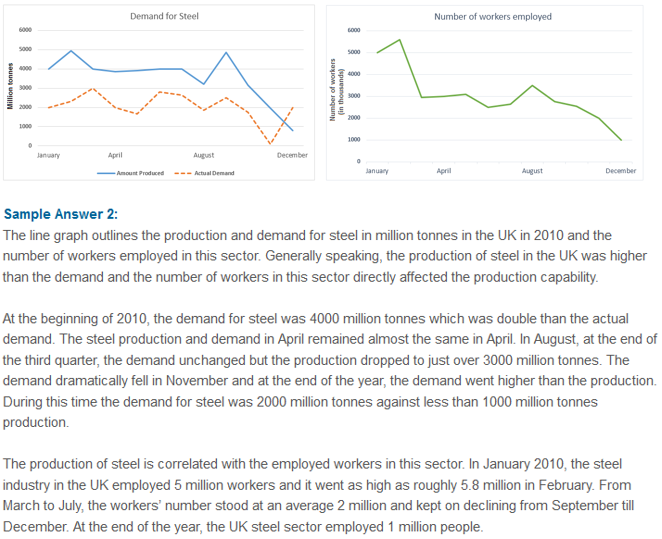 Demand for Steel
6000
5000
4000
3000
2000
1000
0
Million tonnes
January
April
August
December
Amount Produced
Actual Demand
Number of workers employed
6000
5000
4000
3000
2000
1000
0
Number of workers
(in thousands)
January
April
August
December
Sample Answer 2:
The line graph outlines the production and demand for steel in million tonnes in the UK in 2010 and the
number of workers employed in this sector. Generally speaking, the production of steel in the UK was higher
than the demand and the number of workers in this sector directly affected the production capability.
At the beginning of 2010, the demand for steel was 4000 million tonnes which was double than the actual
demand. The steel production and demand in April remained almost the same in April. In August, at the end of
the third quarter, the demand unchanged but the production dropped to just over 3000 million tonnes. The
demand dramatically fell in November and at the end of the year, the demand went higher than the production.
During this time the demand for steel was 2000 million tonnes against less than 1000 million tonnes
production.
The production of steel is correlated with the employed workers in this sector. In January 2010, the steel
industry in the UK employed 5 million workers and it went as high as roughly 5.8 million in February. From
March to July, the workers' number stood at an average 2 million and kept on declining from September till
December. At the end of the year, the UK steel sector employed 1 million people.